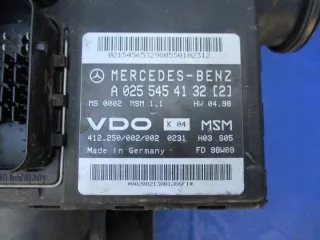 MERCEDES-BENZ
A 025 545 41 32 [2]
MS 0002 MSM 1.1 HW 04.98
VDO K 04 MSM
412.250/002/002 0231 H03 S05
Made in Germany FD 98W09